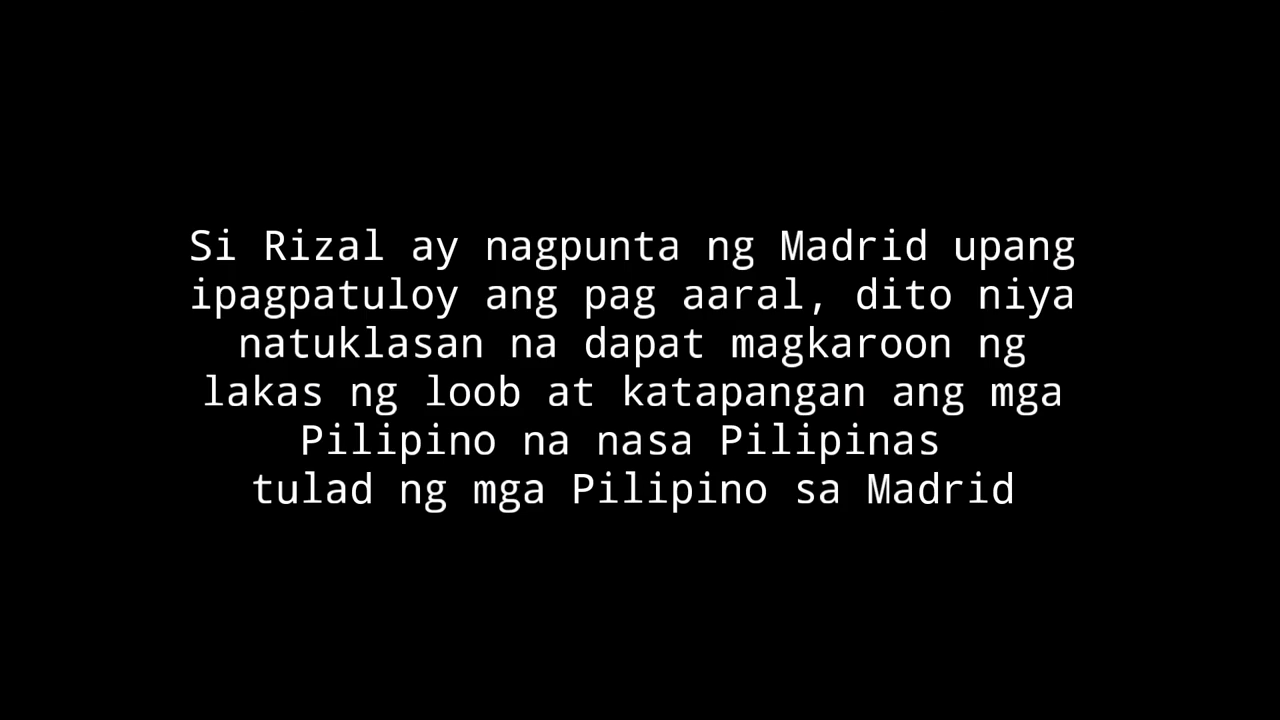 Si Rizal ay nagpunta ng Madrid upang
ipagpatuloy ang pag aaral, dito niya
natuklasan na dapat magkaroon ng
lakas ng loob at katapangan ang mga
Pilipino na nasa Pilipinas
tulad ng mga Pilipino sa Madrid